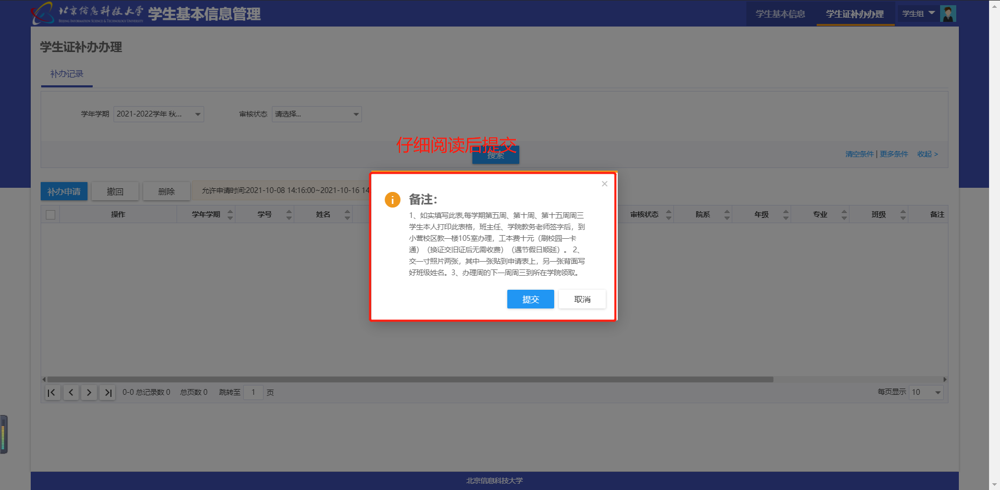 北京信息科技大学 学生基本信息管理
BEIJING INFORMATION SCIENCE & TECHNOLOGY UNIVERSITY
学生基本信息 学生证补办办理 学生组
学生证补办办理
补办记录
学年学期 2021-2022学年 秋... 审核状态 请选择...
仔细阅读后提交
搜索
清空条件 | 更多条件 收起 >
补办申请 撤回 删除 允许申请时间:2021-10-08 14:16:00~2021-10-16 14
操作 学年学期 学号 姓名 审核状态 院系 年级 专业 班级 备注
备注：
1、如实填写此表,每学期第五周、第十周、第十五周周三
学生本人打印此表格，班主任、学院教务老师签字后，到
小营校区教一楼105室办理，工本费十元（刷校园一卡
通）（换证交旧证后无需收费）（遇节假日顺延）。 2、
交一寸照片两张，其中一张贴到申请表上，另一张背面写
好班级姓名。3、办理周的下一周周三到所在学院领取。
提交 取消
0-0 总记录数 0 总页数 0 跳转至 1 页 每页显示 10
北京信息科技大学